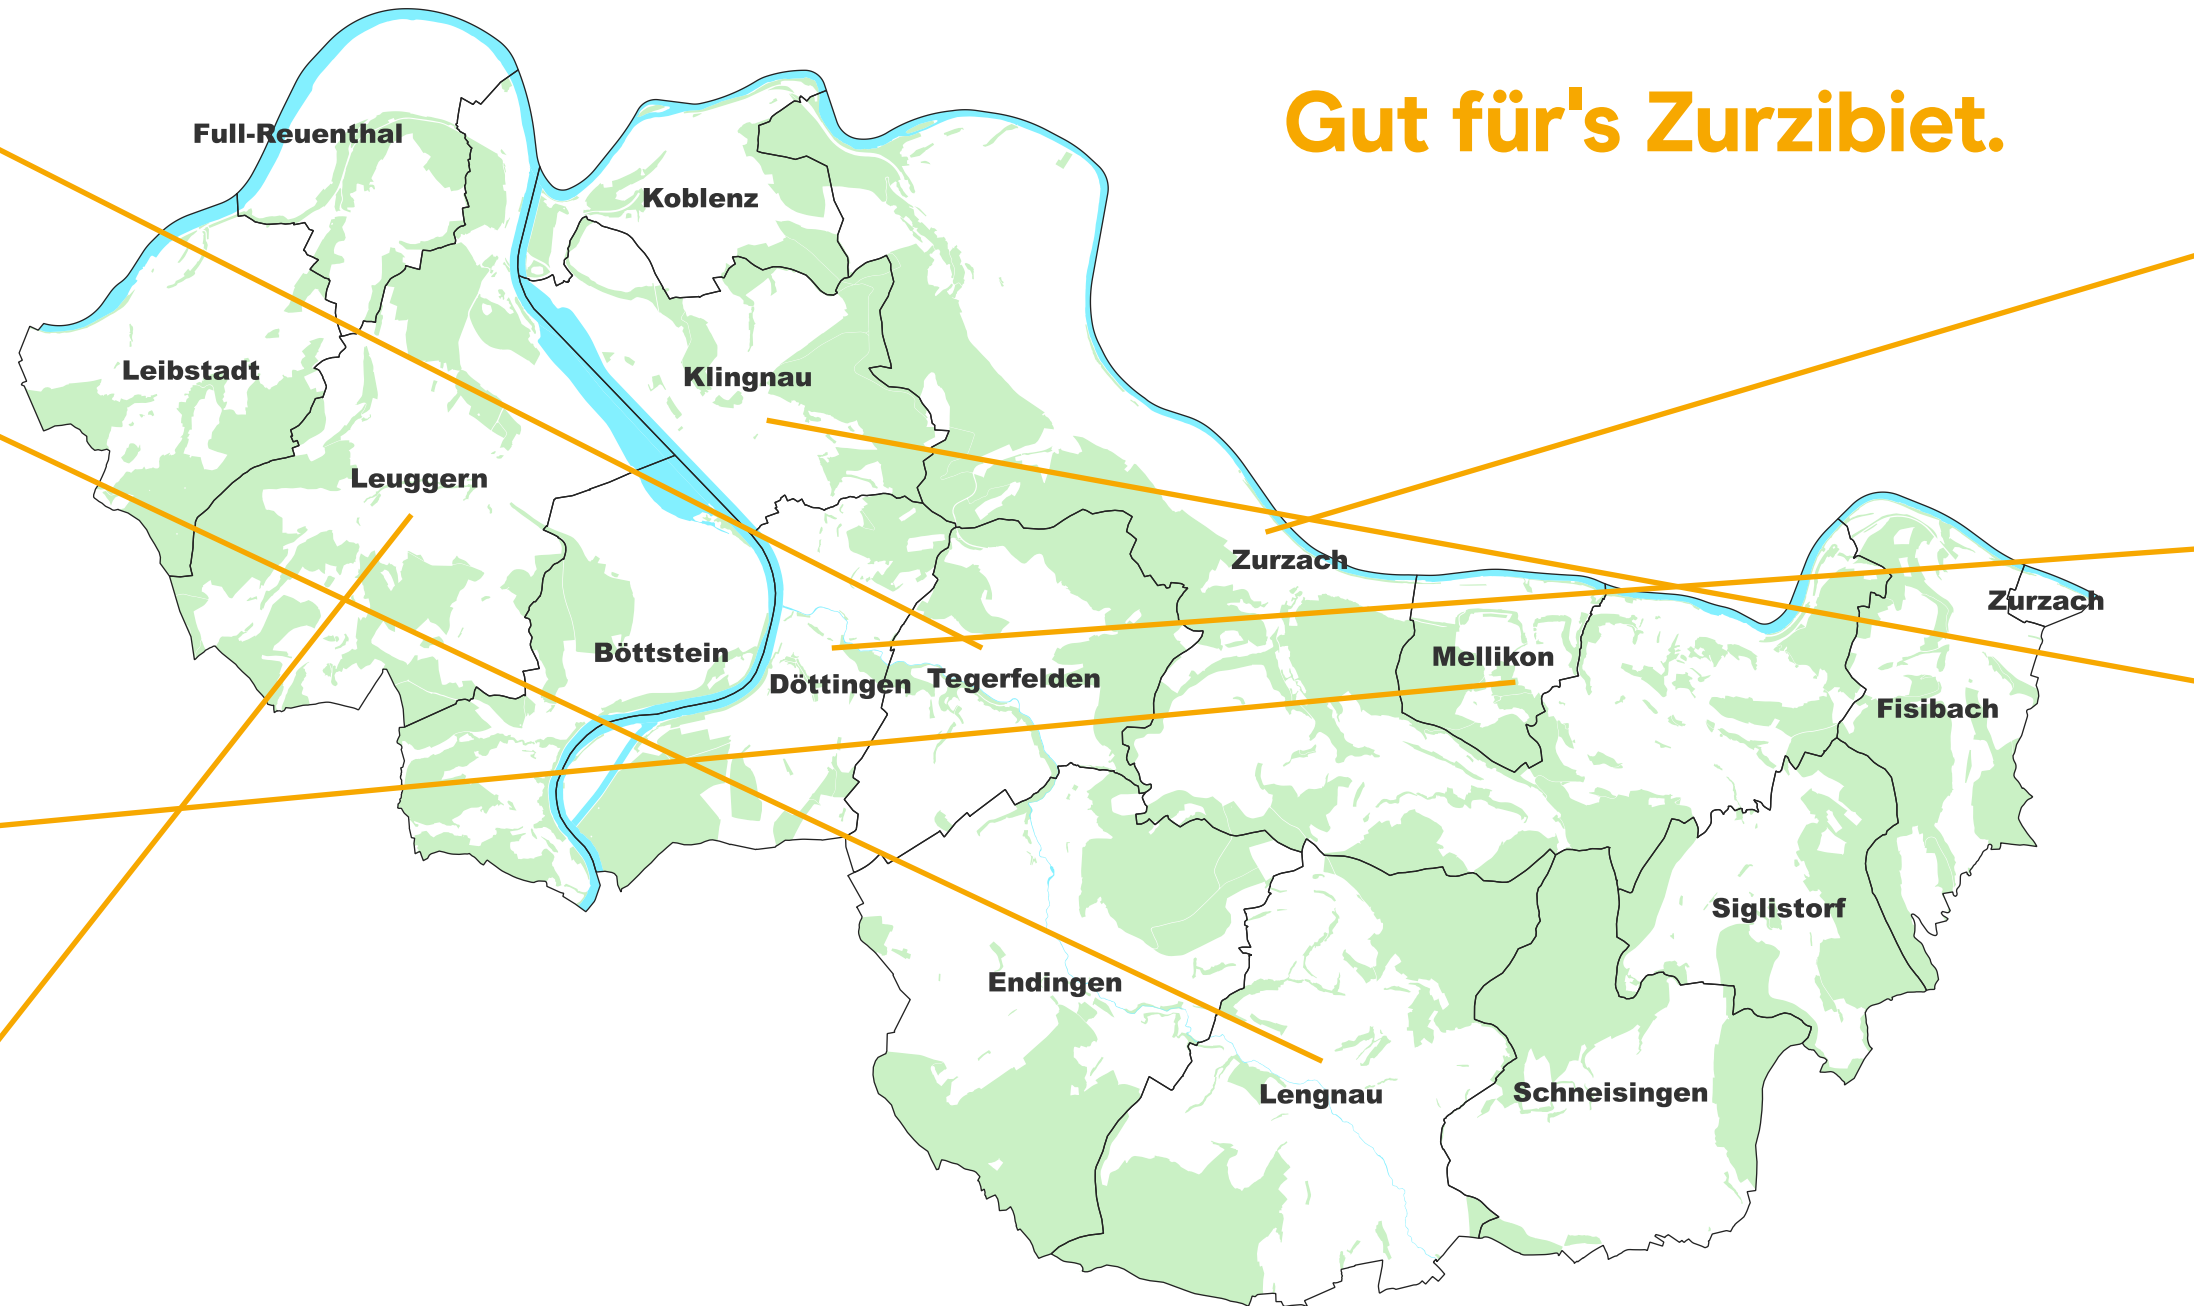 Gut für's Zurzibiet.
Full-Reuenthal
Koblenz
Leibstadt
Klingnau
Leuggern
Zurzach
Zurzach
Böttstein
Mellikon
Döttingen
Tegerfelden
Fisibach
Siglistorf
Endingen
Lengnau
Schneisingen